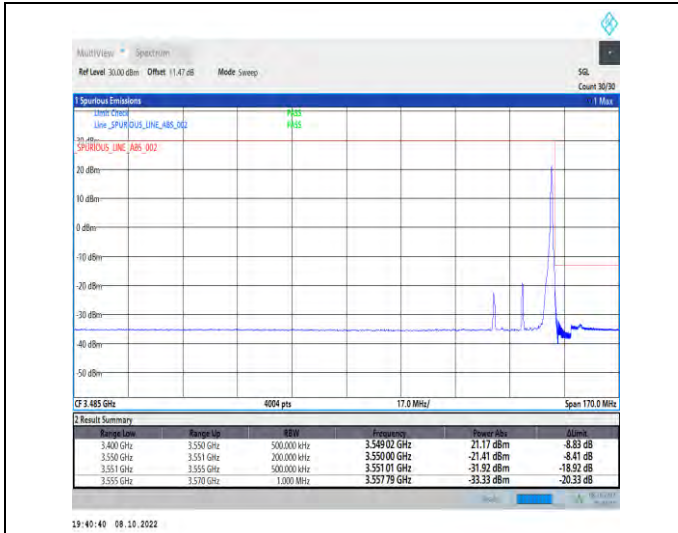 MultiView Spectrum
Ref Level 30.00 dBm Offset 11.47 dB Mode Sweep SGL
Count 30/30
1 Spurious Emissions 1 Max
Limit Check PASS
Line _SPURIOUS_LINE_ABS_002 PASS
30 dBm
_SPURIOUS_LINE_ABS_002
20 dBm
10 dBm
0 dBm
-10 dBm
-20 dBm
-30 dBm
-40 dBm
-50 dBm
CF 3.485 GHz 4004 pts 17.0 MHz/ Span 170.0 MHz
2 Result Summary
Range Low Range Up RBW Frequency Power Abs ΔLimit
3.400 GHz 3.550 GHz 500.000 kHz 3.549 02 GHz 21.17 dBm -8.83 dB
3.550 GHz 3.551 GHz 200.000 kHz 3.550 00 GHz -21.41 dBm -8.41 dB
3.551 GHz 3.555 GHz 500.000 kHz 3.551 01 GHz -31.92 dBm -18.92 dB
3.555 GHz 3.570 GHz 1.000 MHz 3.557 79 GHz -33.33 dBm -20.33 dB
19:40:40 08.10.2022